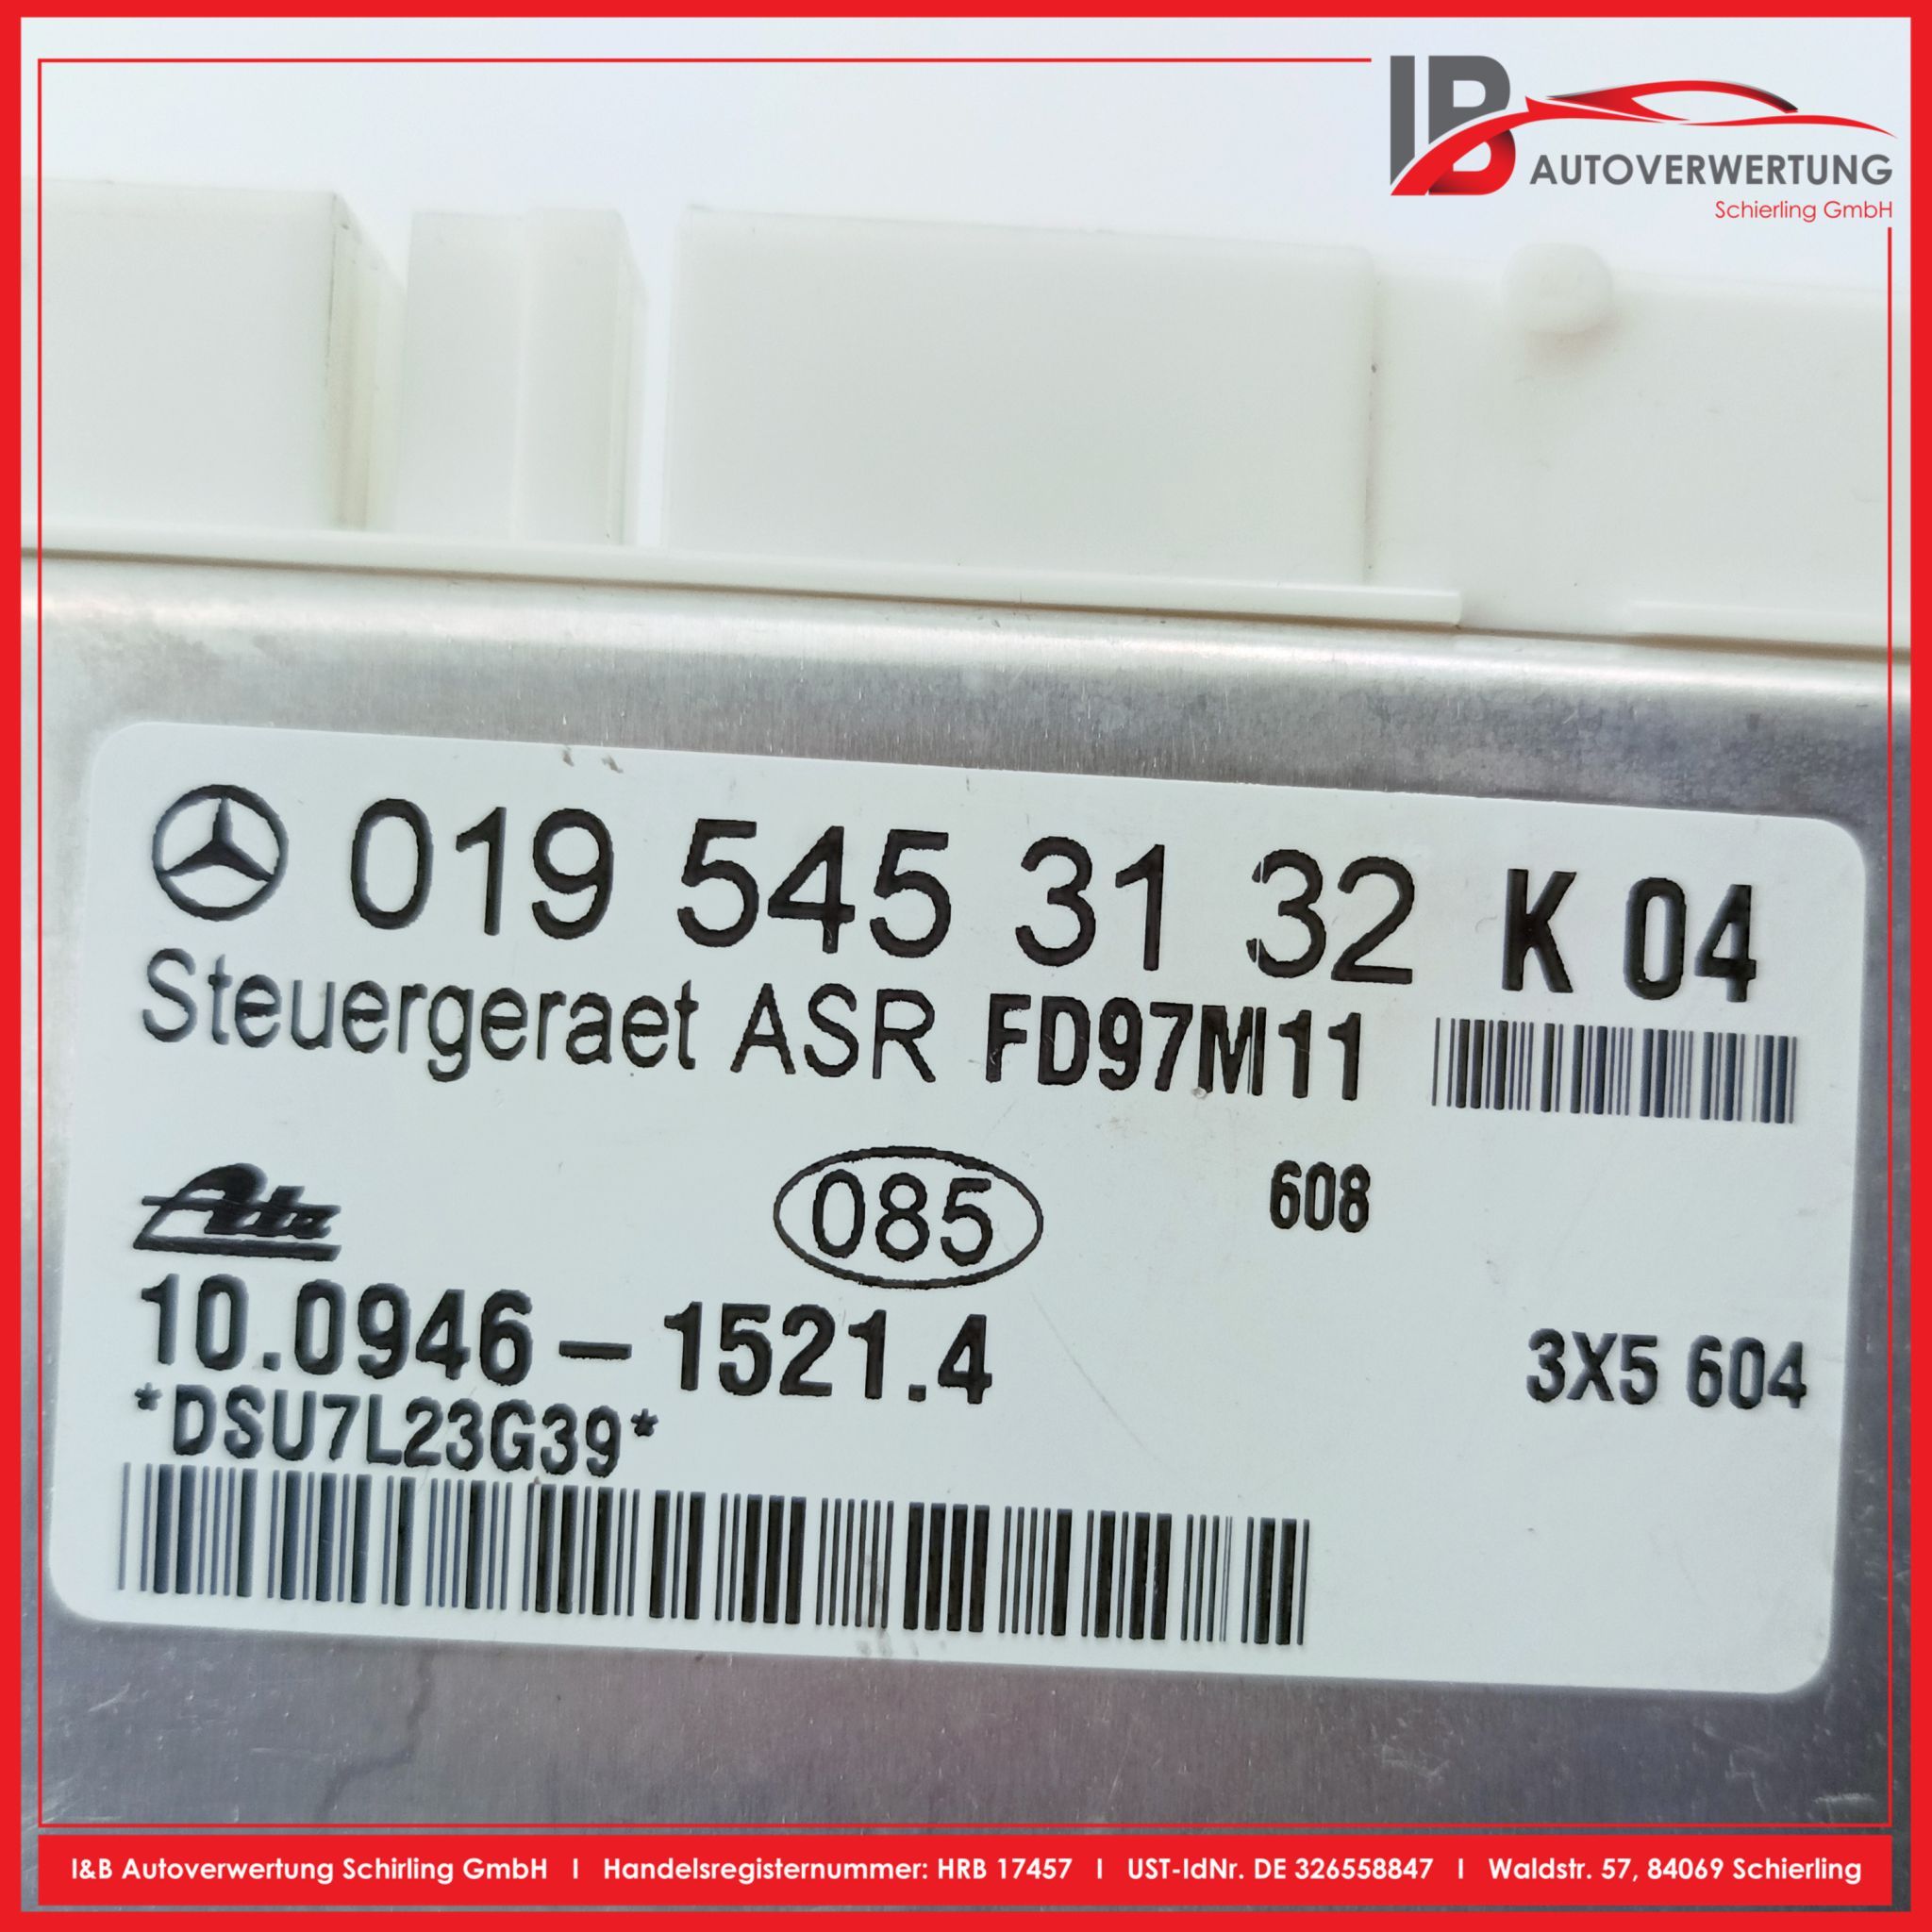 IB
AUTOVERWERTUNG
Schierling GmbH
019 545 31 32 K 04
Steuergeraet ASR FD97M11
085
608
Ate
10.0946-1521.4
3X5 604
*DSU7L23G39*
I&B Autoverwertung Schirling GmbH I Handelsregisternummer: HRB 17457 I UST-IdNr. DE 326558847 I Waldstr. 57, 84069 Schierling